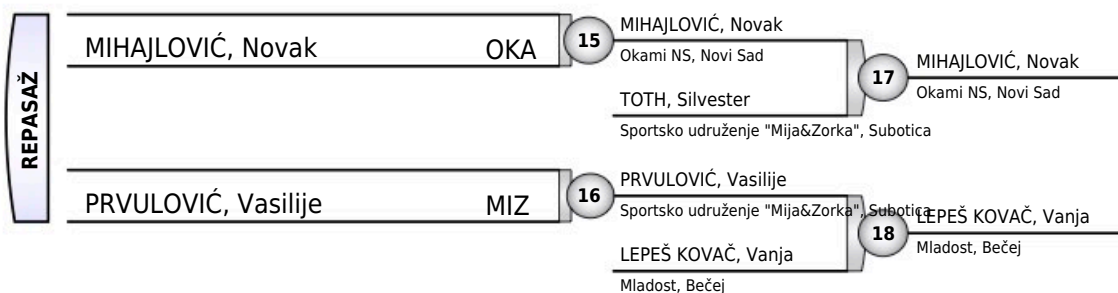 REPASAŽ
MIHAJLOVIĆ, Novak OKA
15
MIHAJLOVIĆ, Novak
Okami NS, Novi Sad
TOTH, Silvester
Sportsko udruženje "Mija&Zorka", Subotica
17
MIHAJLOVIĆ, Novak
Okami NS, Novi Sad
PRVULOVIĆ, Vasilije MIZ
16
PRVULOVIĆ, Vasilije
Sportsko udruženje "Mija&Zorka", Subotica
LEPEŠ KOVAČ, Vanja
Mladost, Bečej
18
LEPEŠ KOVAČ, Vanja
Mladost, Bečej